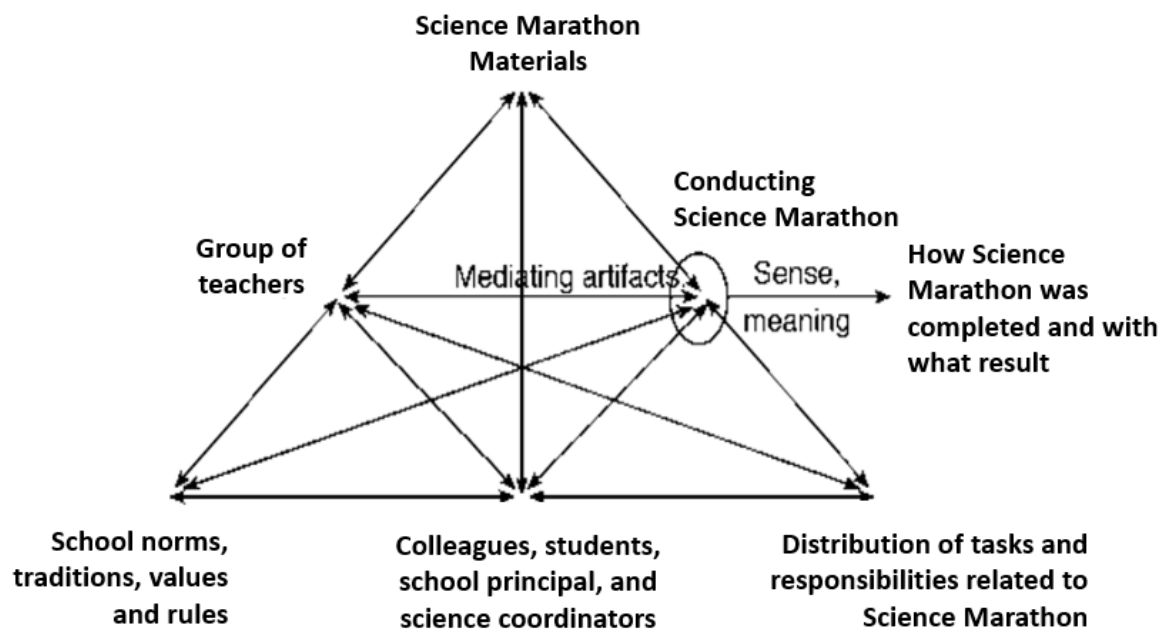 Science Marathon
Materials
Conducting
Science Marathon
Group of
teachers
Mediating artifacts
Sense,
meaning
How Science
Marathon was
completed and with
what result
School norms,
traditions, values
and rules
Colleagues, students,
school principal, and
science coordinators
Distribution of tasks and
responsibilities related to
Science Marathon